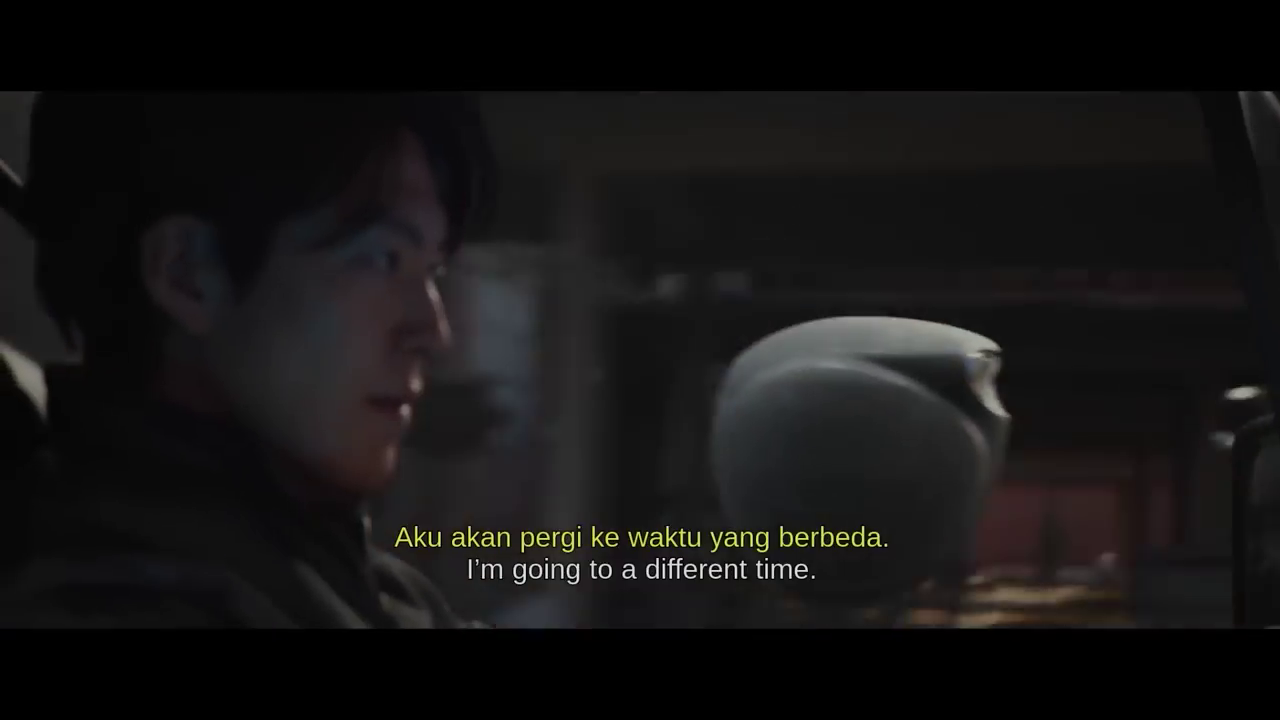 Aku akan pergi ke waktu yang berbeda.
I'm going to a different time.